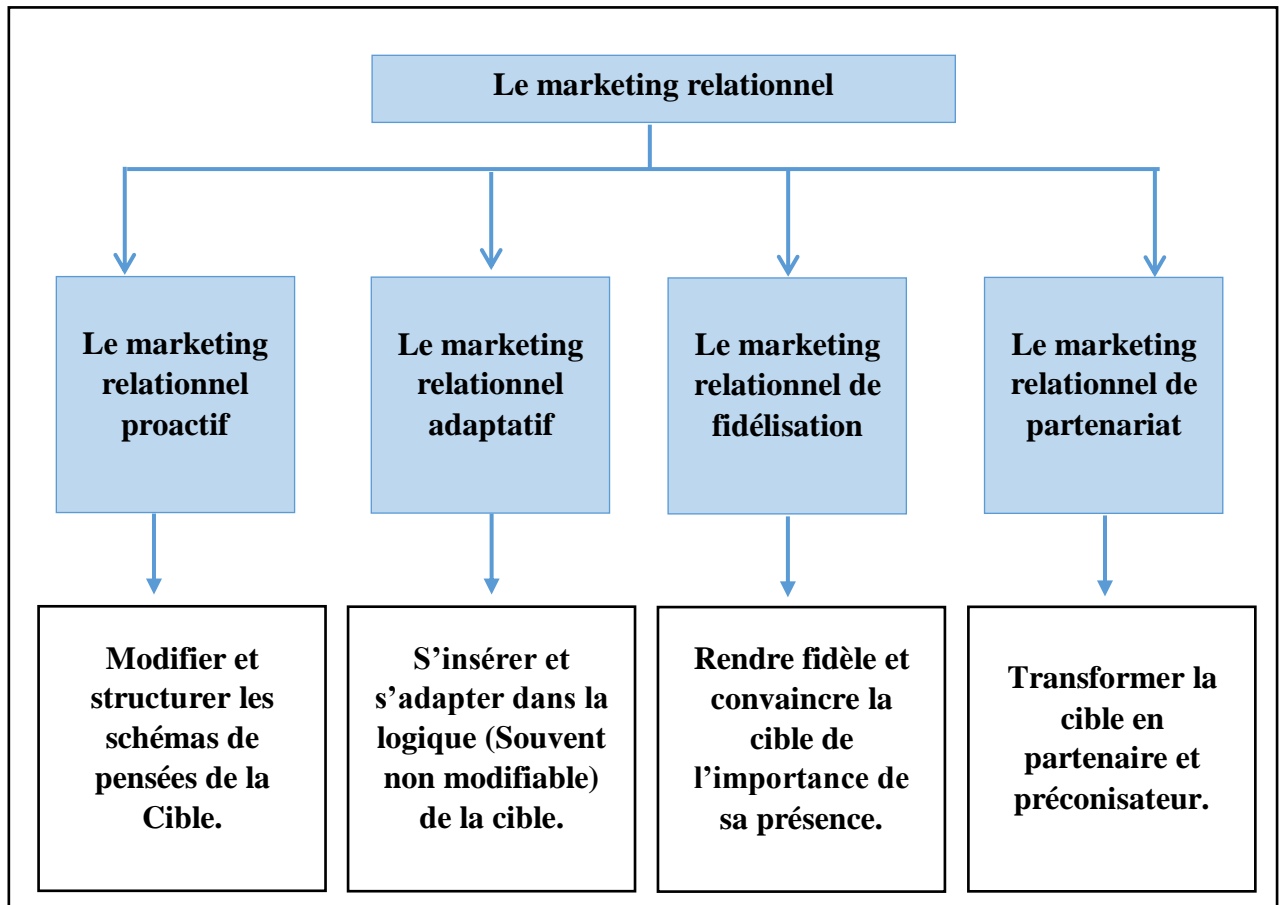 Le marketing relationnel
Le marketing
relationnel
proactif
Le marketing
relationnel
adaptatif
Le marketing
relationnel de
fidélisation
Le marketing
relationnel de
partenariat
Modifier et
structurer les
schémas de
pensées de la
Cible.
S’insérer et
s’adapter dans la
logique (Souvent
non modifiable)
de la cible.
Rendre fidèle et
convaincre la
cible de
l’importance de
sa présence.
Transformer la
cible en
partenaire et
préconisateur.